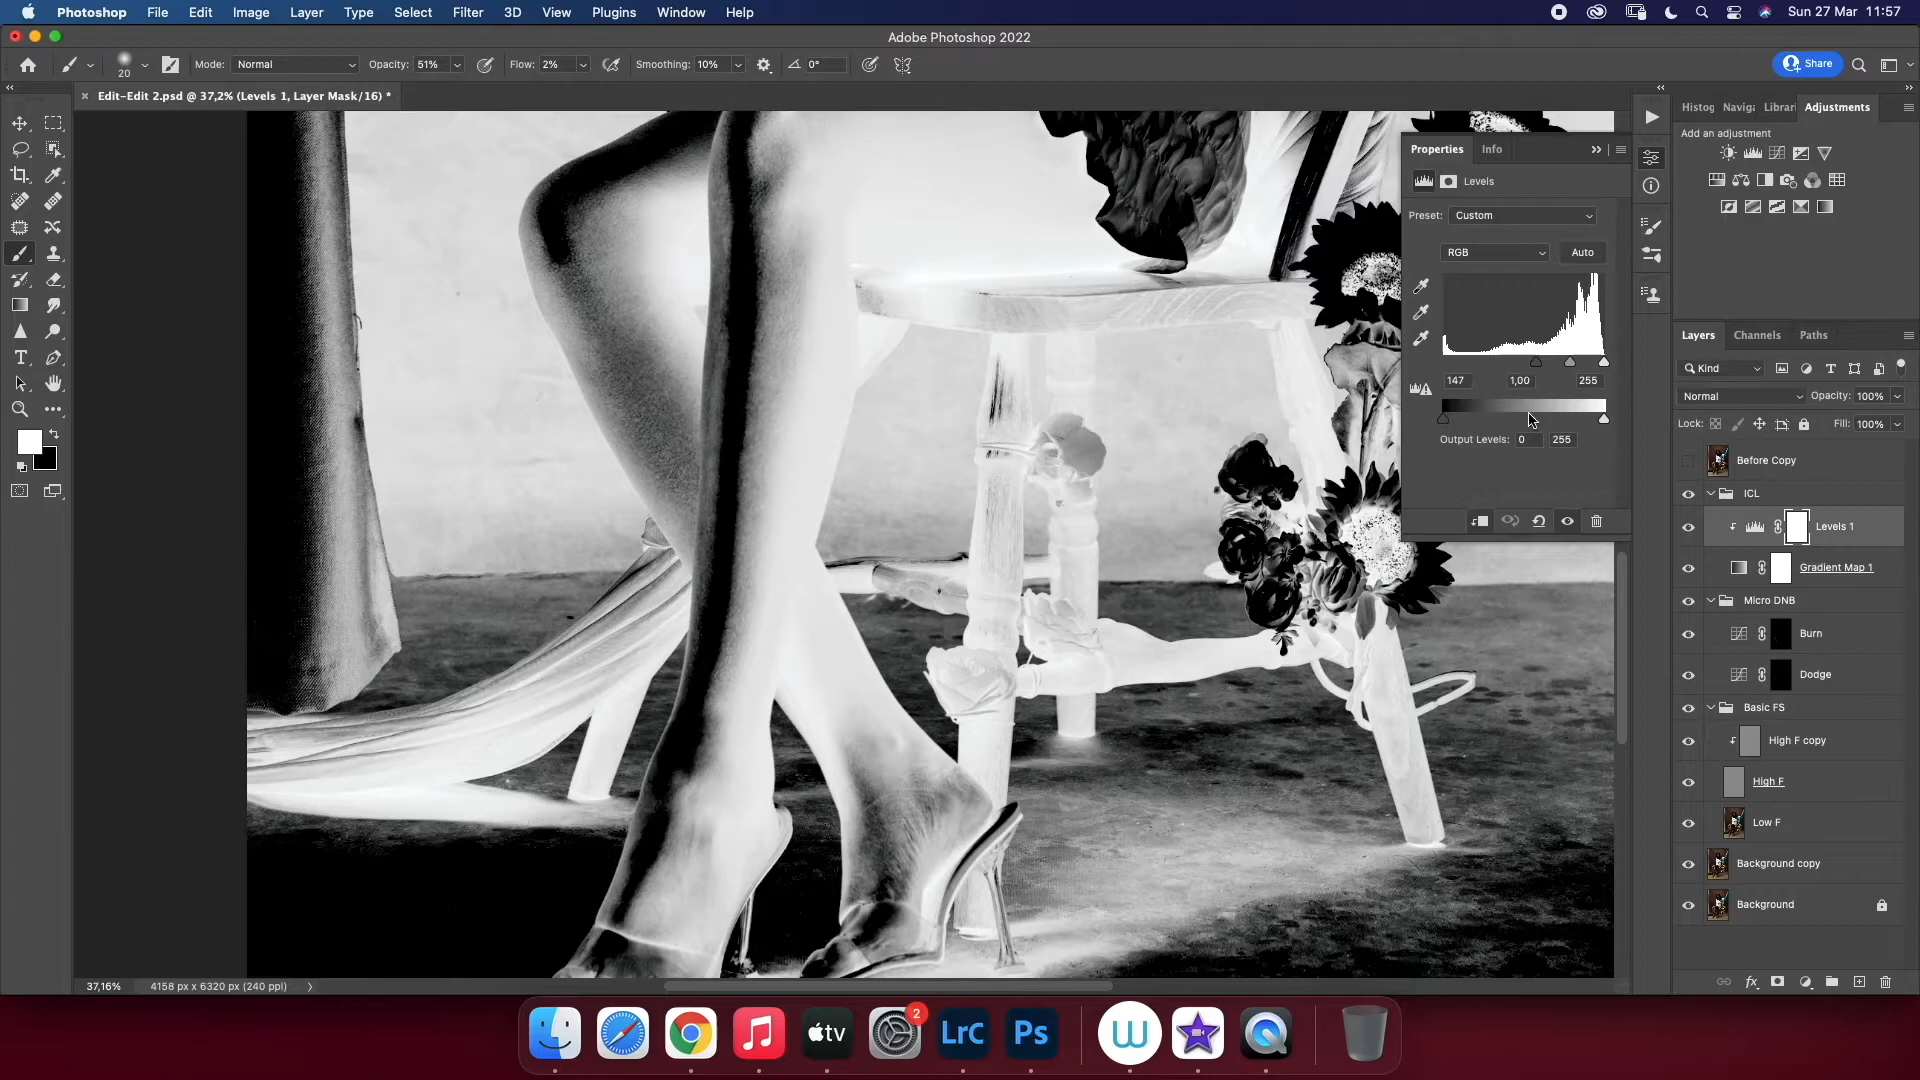 Photoshop File Edit Image Layer Type Select Filter 3D View Plugins Window Help Sun 27 Mar 11:57
Adobe Photoshop 2022
20 Mode: Normal Opacity: 51% Flow: 2% Smoothing: 10% 0° Share
Edit-Edit 2.psd @ 37,2% (Levels 1, Layer Mask/16) *
Histog Naviga Librari Adjustments
Add an adjustment
Properties Info
Levels
Preset: Custom
RGB Auto
147 1,00 255
Output Levels: 0 255
Layers Channels Paths
Kind
Normal Opacity: 100%
Lock: Fill: 100%
Before Copy
ICL
Levels 1
Gradient Map 1
Micro DNB
Burn
Dodge
Basic FS
High F copy
High F
Low F
Background copy
Background
fx
37,16% 4158 px x 6320 px (240 ppi)
tv 2 LrC Ps W